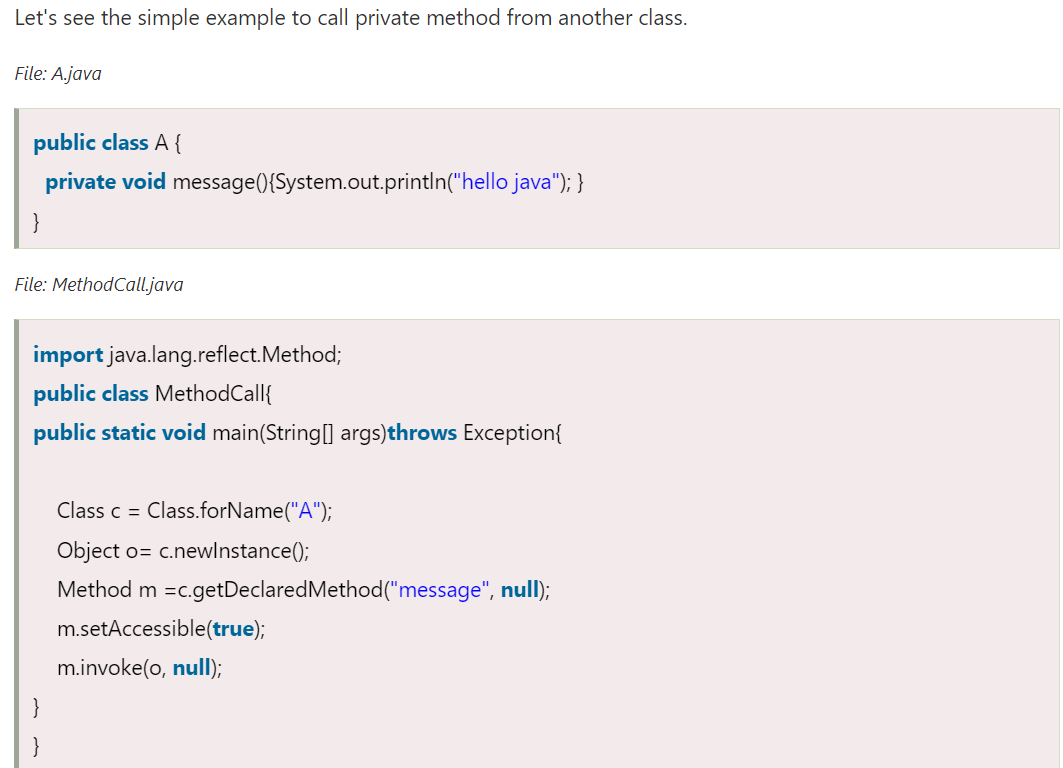 Let's see the simple example to call private method from another class.
File: A.java
public class A {
private void message(){System.out.println("hello java"); }
}
File: MethodCall.java
import java.lang.reflect.Method;
public class MethodCall{
public static void main(String[] args)throws Exception{
Class c = Class.forName("A");
Object o= c.newInstance();
Method m =c.getDeclaredMethod("message", null);
m.setAccessible(true);
m.invoke(o, null);
}
}